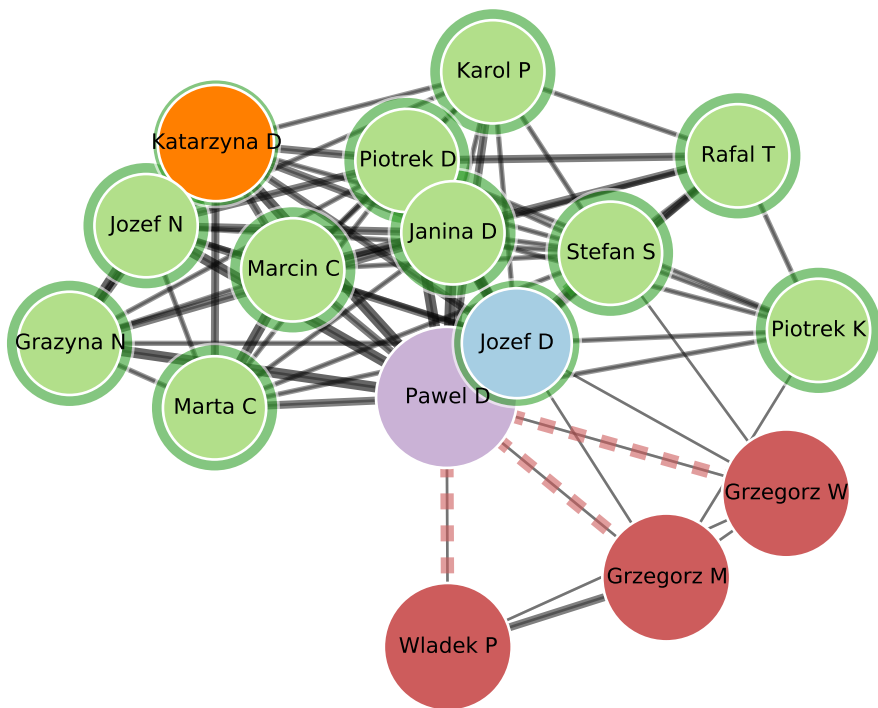 Karol P
Katarzyna D
Piotrek D
Rafal T
Jozef N
Janina D
Stefan S
Marcin C
Grazyna N
Jozef D
Piotrek K
Pawel D
Marta C
Grzegorz W
Grzegorz M
Wladek P